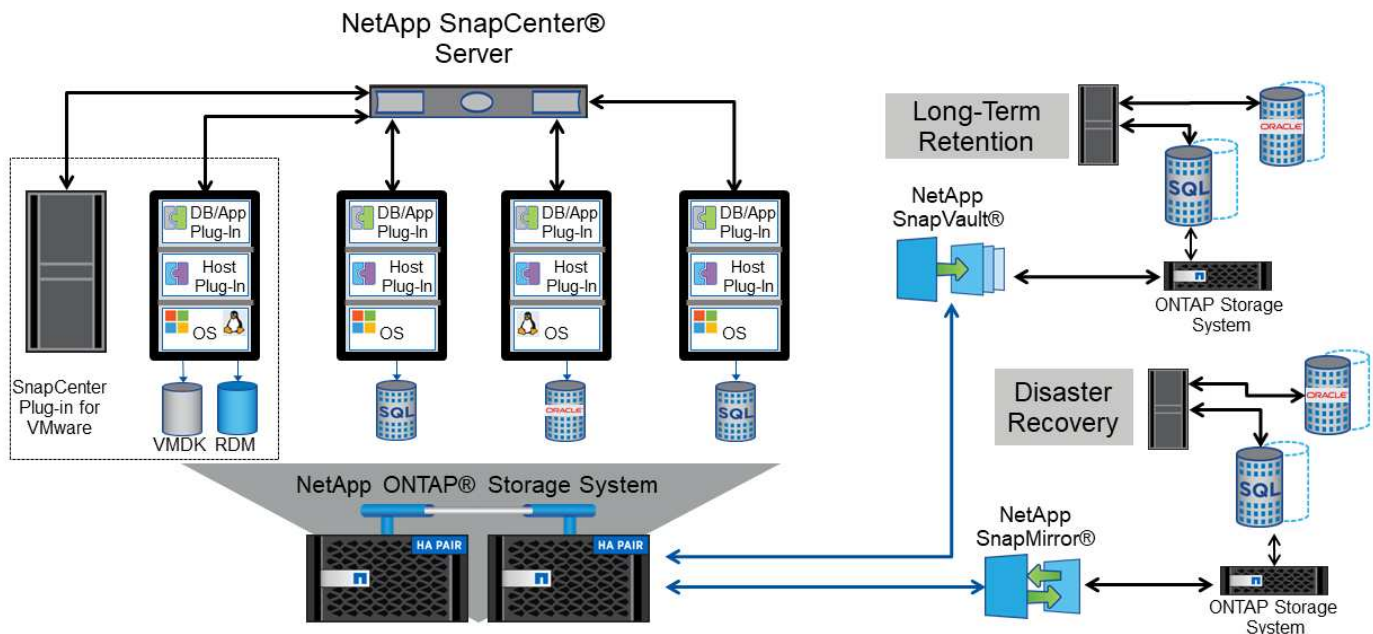 NetApp SnapCenter®
Server
DB/App
Plug-In
Host
Plug-In
OS
SnapCenter
Plug-in for
VMware
VMDK
RDM
DB/App
Plug-In
Host
Plug-In
OS
SQL
DB/App
Plug-In
Host
Plug-In
OS
ORACLE
DB/App
Plug-In
Host
Plug-In
OS
SQL
NetApp ONTAP® Storage System
HA PAIR
HA PAIR
Long-Term
Retention
ORACLE
SQL
NetApp
SnapVault®
ONTAP Storage
System
Disaster
Recovery
ORACLE
SQL
NetApp
SnapMirror®
ONTAP Storage
System